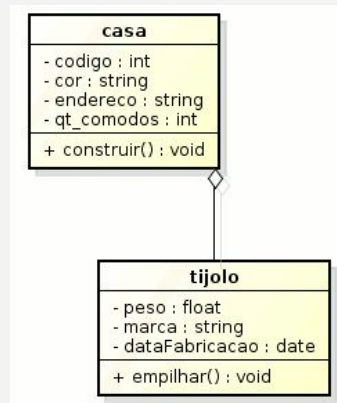 casa
- codigo : int
- cor : string
- endereco : string
- qt_comodos : int
+ construir() : void
tijolo
- peso : float
- marca : string
- dataFabricacao : date
+ empilhar() : void